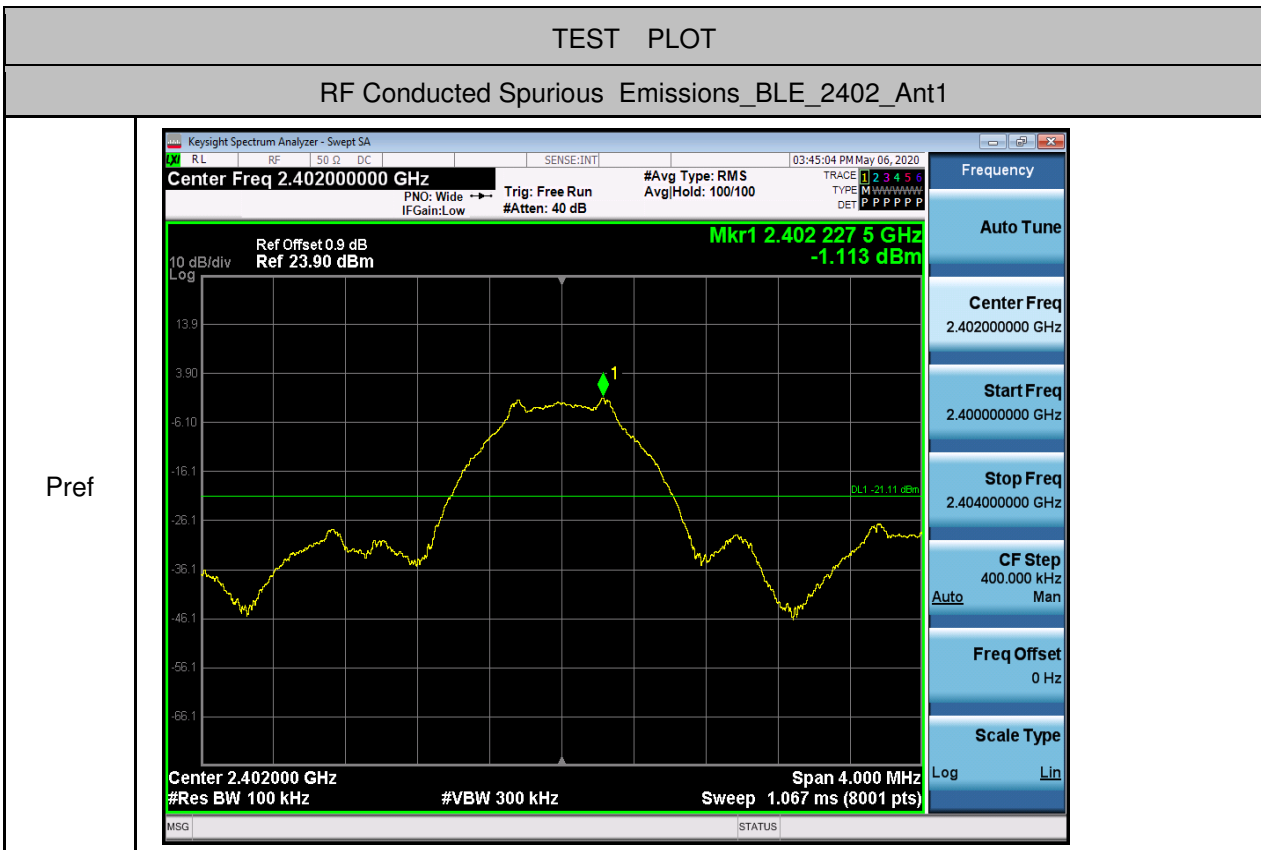 TEST PLOT
RF Conducted Spurious Emissions_BLE_2402_Ant1
Pref
Keysight Spectrum Analyzer - Swept SA
LXI RL RF 50 Ω DC SENSE:INT 03:45:04 PM May 06, 2020
Center Freq 2.402000000 GHz
PNO: Wide
IFGain:Low
Trig: Free Run
#Atten: 40 dB
#Avg Type: RMS
Avg|Hold: 100/100
TRACE 1 2 3 4 5 6
TYPE M WWWWW
DET P P P P P P
Mkr1 2.402 227 5 GHz
-1.113 dBm
Ref Offset 0.9 dB
10 dB/div Ref 23.90 dBm
Log
13.9
3.90
-6.10
-16.1
-26.1
-36.1
-46.1
-56.1
-66.1
1
DL1 -21.11 dBm
Center 2.402000 GHz Span 4.000 MHz
#Res BW 100 kHz #VBW 300 kHz Sweep 1.067 ms (8001 pts)
MSG STATUS
Frequency
Auto Tune
Center Freq
2.402000000 GHz
Start Freq
2.400000000 GHz
Stop Freq
2.404000000 GHz
CF Step
400.000 kHz
Auto Man
Freq Offset
0 Hz
Scale Type
Log Lin